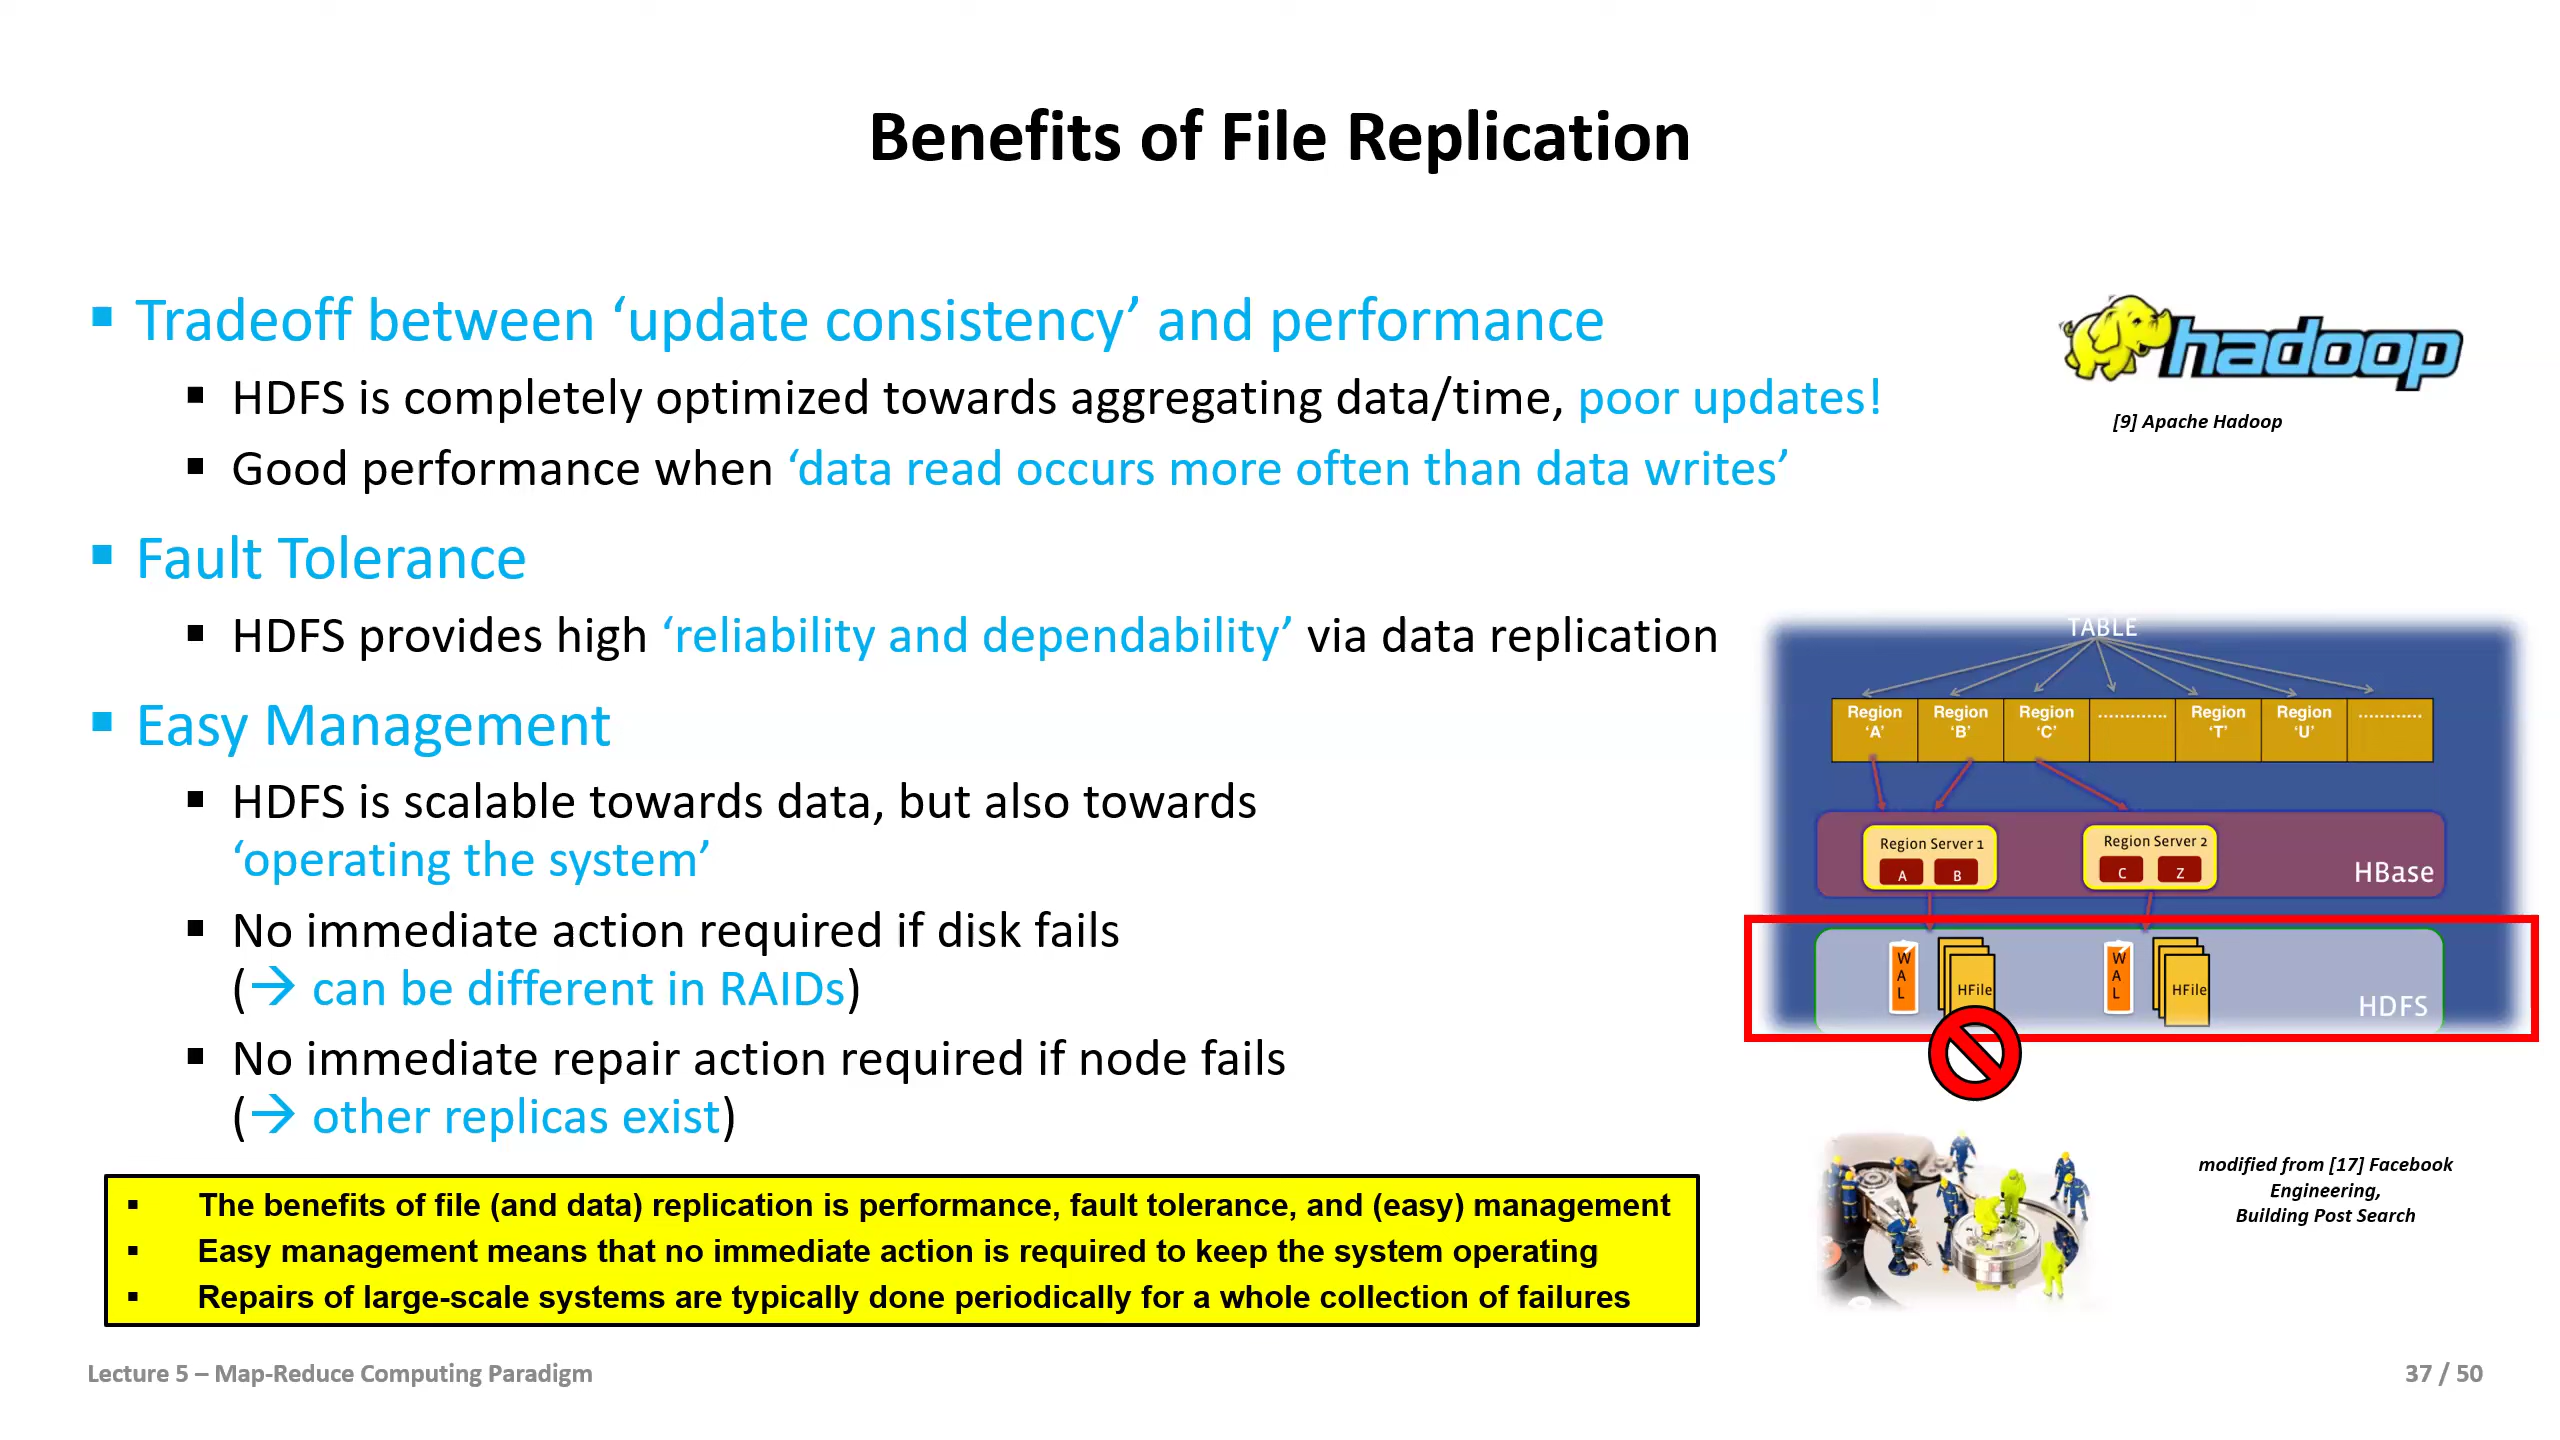 Benefits of File Replication
▪ Tradeoff between ‘update consistency’ and performance
▪ HDFS is completely optimized towards aggregating data/time, poor updates!
▪ Good performance when ‘data read occurs more often than data writes’
▪ Fault Tolerance
▪ HDFS provides high ‘reliability and dependability’ via data replication
▪ Easy Management
▪ HDFS is scalable towards data, but also towards
‘operating the system’
▪ No immediate action required if disk fails
(→ can be different in RAIDs)
▪ No immediate repair action required if node fails
(→ other replicas exist)
▪ The benefits of file (and data) replication is performance, fault tolerance, and (easy) management
▪ Easy management means that no immediate action is required to keep the system operating
▪ Repairs of large-scale systems are typically done periodically for a whole collection of failures
hadoop
[9] Apache Hadoop
TABLE
Region ‘A’
Region ‘B’
Region ‘C’
.............
Region ‘T’
Region ‘U’
............
Region Server 1
A B
Region Server 2
C Z
HBase
WAL
HFile
WAL
HFile
HDFS
modified from [17] Facebook
Engineering,
Building Post Search
Lecture 5 – Map-Reduce Computing Paradigm
37 / 50